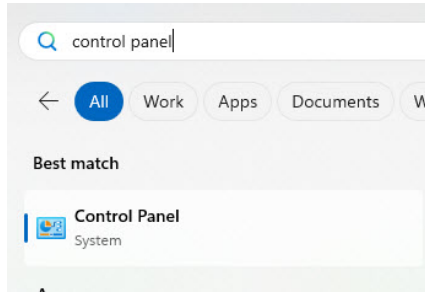 control panel
All Work Apps Documents
Best match
Control Panel
System